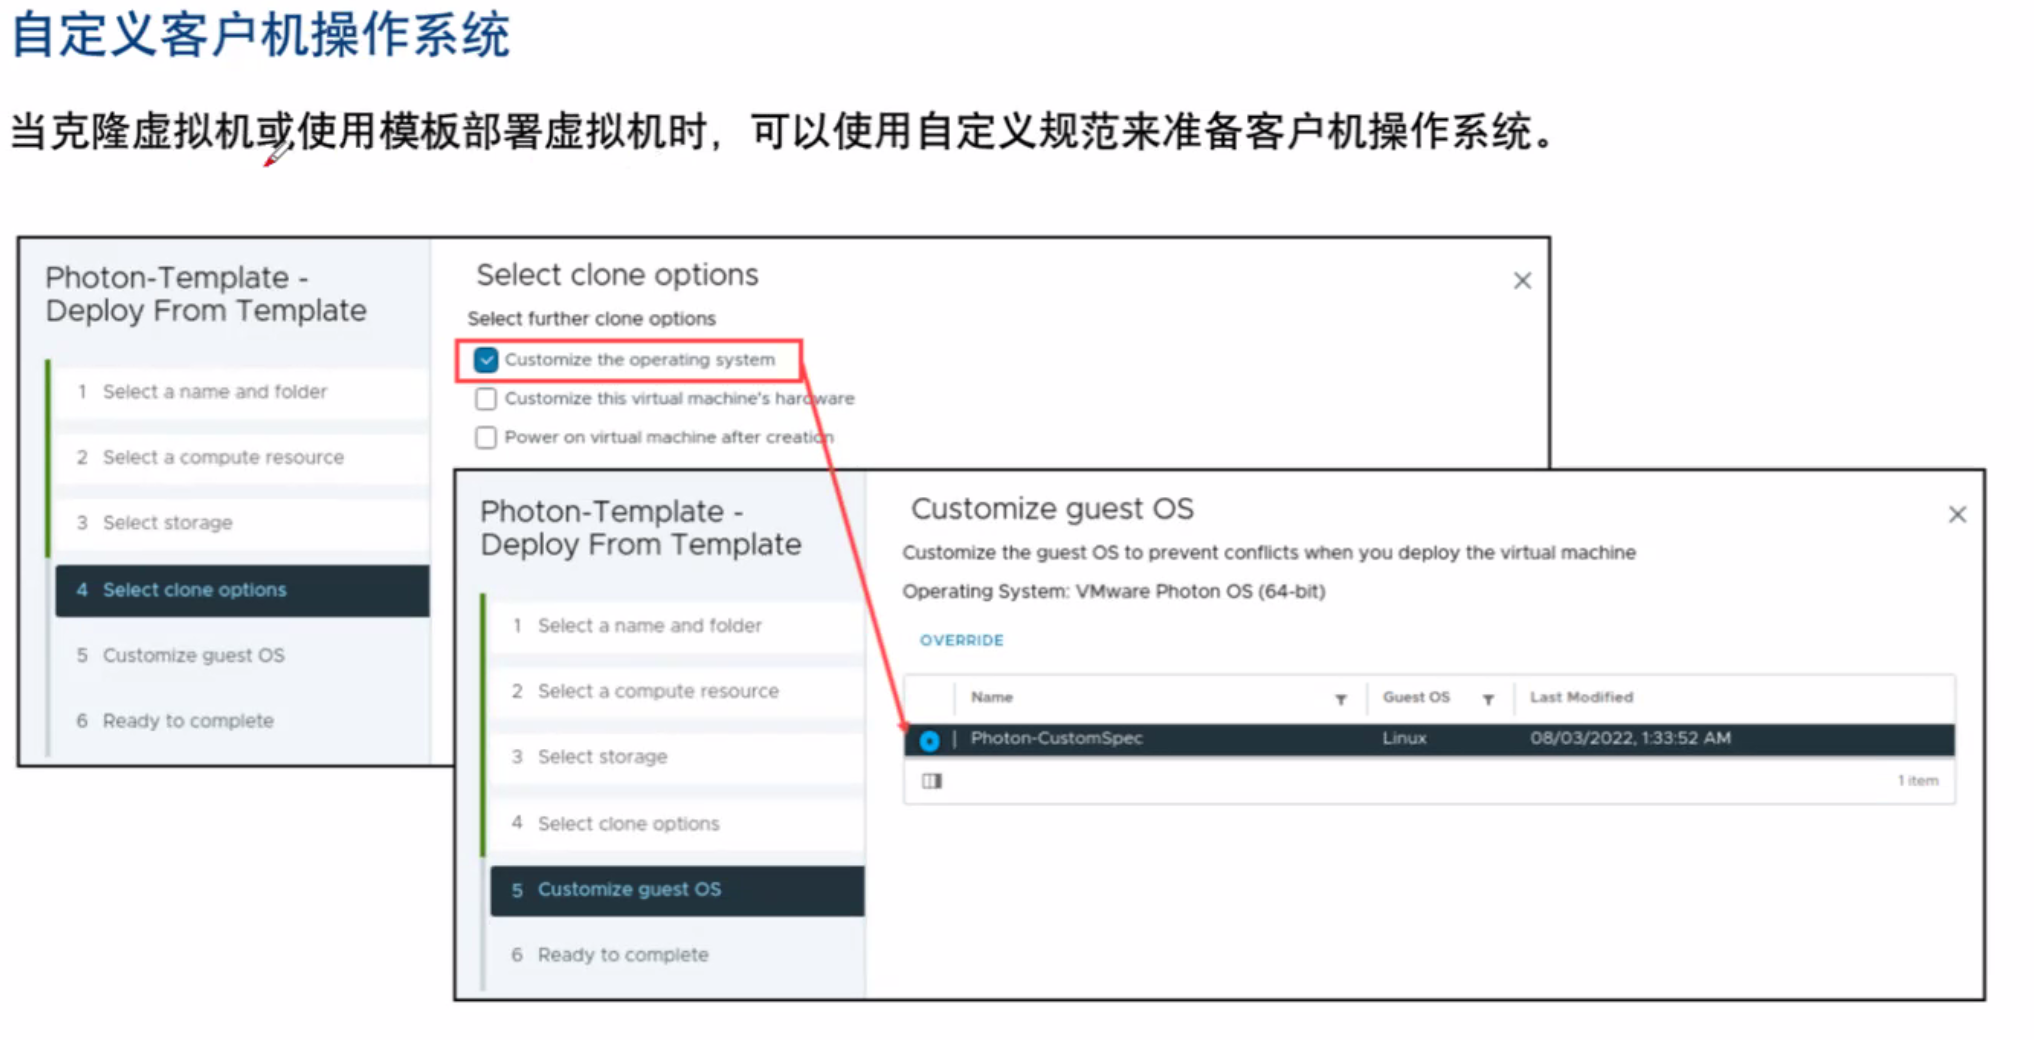 自定义客户机操作系统
当克隆虚拟机或使用模板部署虚拟机时，可以使用自定义规范来准备客户机操作系统。
Photon-Template -
Deploy From Template
1 Select a name and folder
2 Select a compute resource
3 Select storage
4 Select clone options
5 Customize guest OS
6 Ready to complete
Select clone options
Select further clone options
Customize the operating system
Customize this virtual machine's hardware
Power on virtual machine after creation
Photon-Template -
Deploy From Template
1 Select a name and folder
2 Select a compute resource
3 Select storage
4 Select clone options
5 Customize guest OS
6 Ready to complete
Customize guest OS
Customize the guest OS to prevent conflicts when you deploy the virtual machine
Operating System: VMware Photon OS (64-bit)
OVERRIDE
Name Guest OS Last Modified
Photon-CustomSpec Linux 08/03/2022, 1:33:52 AM
1 item